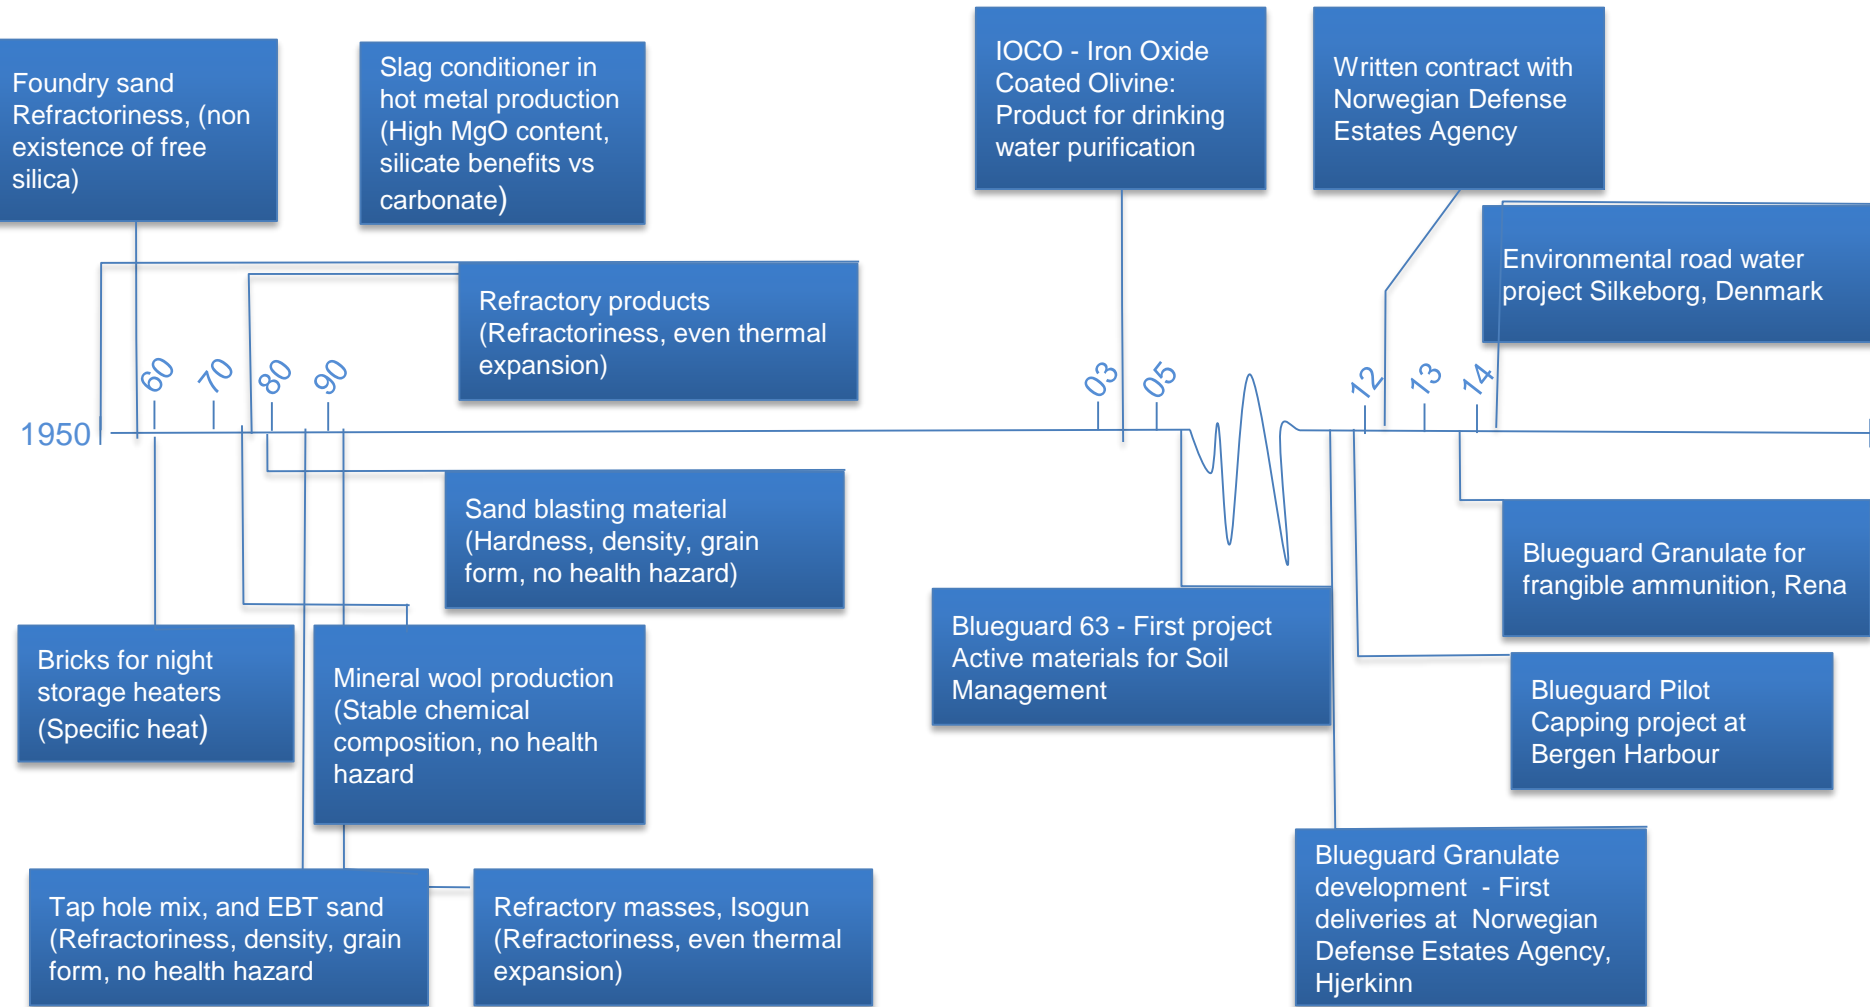 Foundry sand
Refractoriness, (non
existence of free
silica)
Slag conditioner in
hot metal production
(High MgO content,
silicate benefits vs
carbonate)
IOCO - Iron Oxide
Coated Olivine:
Product for drinking
water purification
Written contract with
Norwegian Defense
Estates Agency
Refractory products
(Refractoriness, even thermal
expansion)
Environmental road water
project Silkeborg, Denmark
1950
60
70
80
90
03
05
12
13
14
Sand blasting material
(Hardness, density, grain
form, no health hazard)
Blueguard Granulate for
frangible ammunition, Rena
Bricks for night
storage heaters
(Specific heat)
Mineral wool production
(Stable chemical
composition, no health
hazard
Blueguard 63 - First project
Active materials for Soil
Management
Blueguard Pilot
Capping project at
Bergen Harbour
Tap hole mix, and EBT sand
(Refractoriness, density, grain
form, no health hazard
Refractory masses, Isogun
(Refractoriness, even thermal
expansion)
Blueguard Granulate
development - First
deliveries at Norwegian
Defense Estates Agency,
Hjerkinn